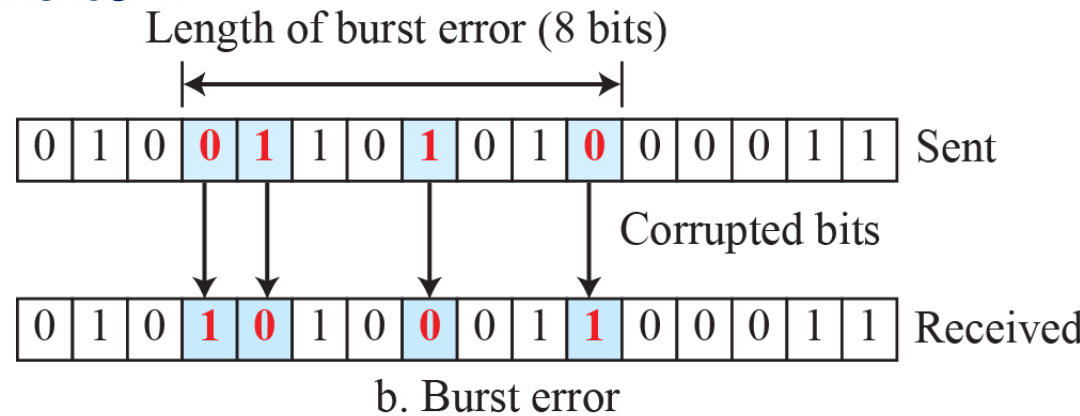 Length of burst error (8 bits)
0 1 0 0 1 1 0 1 0 1 0 0 0 0 1 1 Sent
Corrupted bits
0 1 0 1 0 1 0 0 0 1 1 0 0 0 1 1 Received
b. Burst error